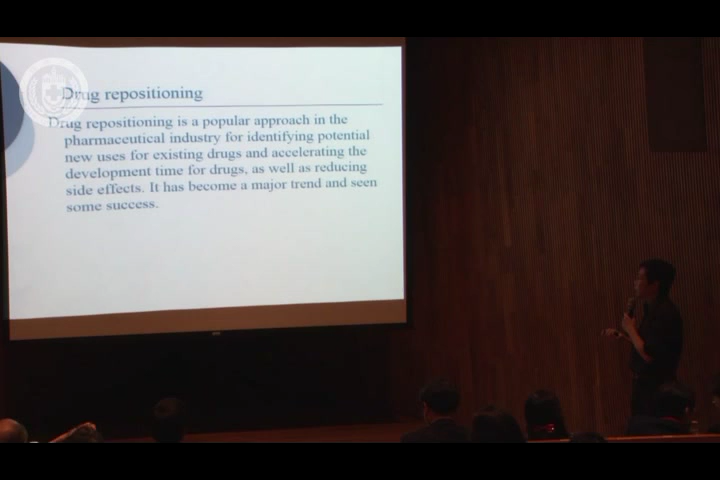 Drug repositioning
Drug repositioning is a popular approach in the
pharmaceutical industry for identifying potential
new uses for existing drugs and accelerating the
development time for drugs, as well as reducing
side effects. It has become a major trend and seen
some success.